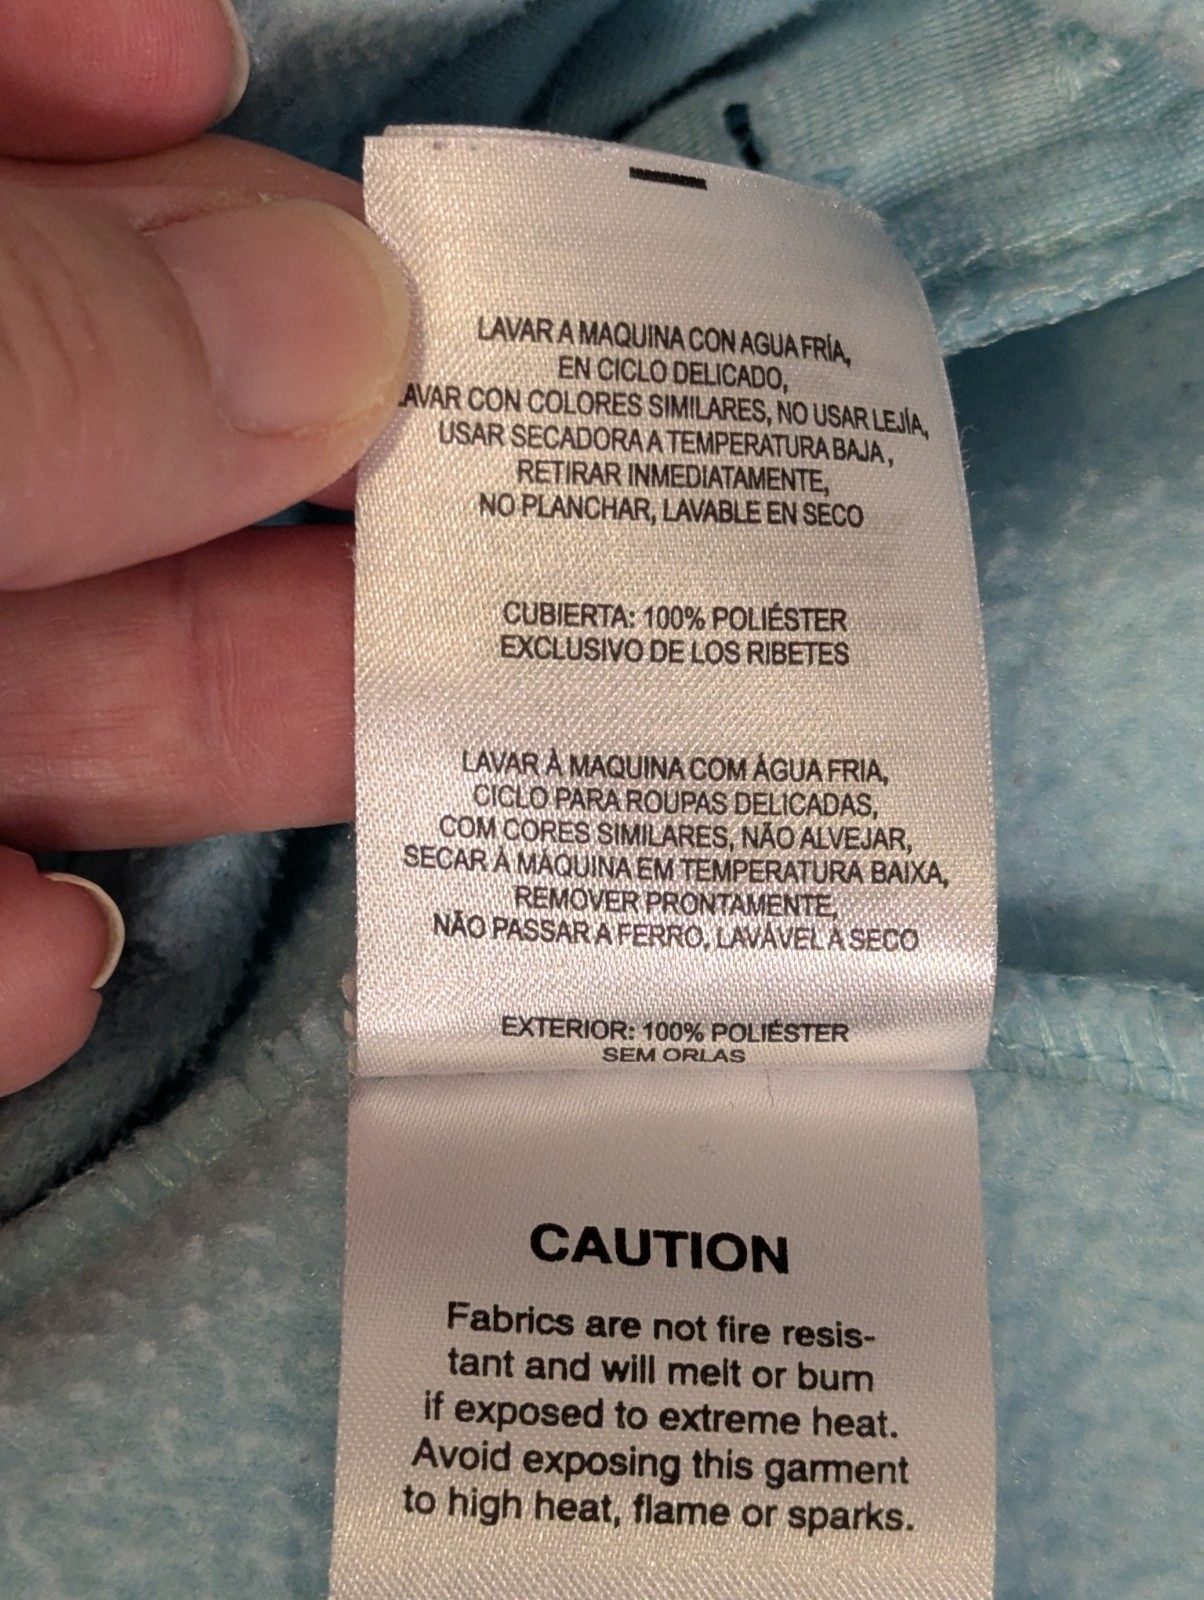 LAVAR A MAQUINA CON AGUA FRÍA,
EN CICLO DELICADO,
LAVAR CON COLORES SIMILARES, NO USAR LEJÍA,
USAR SECADORA A TEMPERATURA BAJA,
RETIRAR INMEDIATAMENTE,
NO PLANCHAR, LAVABLE EN SECO
CUBIERTA: 100% POLIÉSTER
EXCLUSIVO DE LOS RIBETES
LAVAR À MAQUINA COM ÁGUA FRIA,
CICLO PARA ROUPAS DELICADAS,
COM CORES SIMILARES, NÃO ALVEJAR,
SECAR À MÁQUINA EM TEMPERATURA BAIXA,
REMOVER PRONTAMENTE,
NÃO PASSAR A FERRO, LAVÁVEL A SECO
EXTERIOR: 100% POLIÉSTER
SEM ORLAS
CAUTION
Fabrics are not fire resis-
tant and will melt or burn
if exposed to extreme heat.
Avoid exposing this garment
to high heat, flame or sparks.